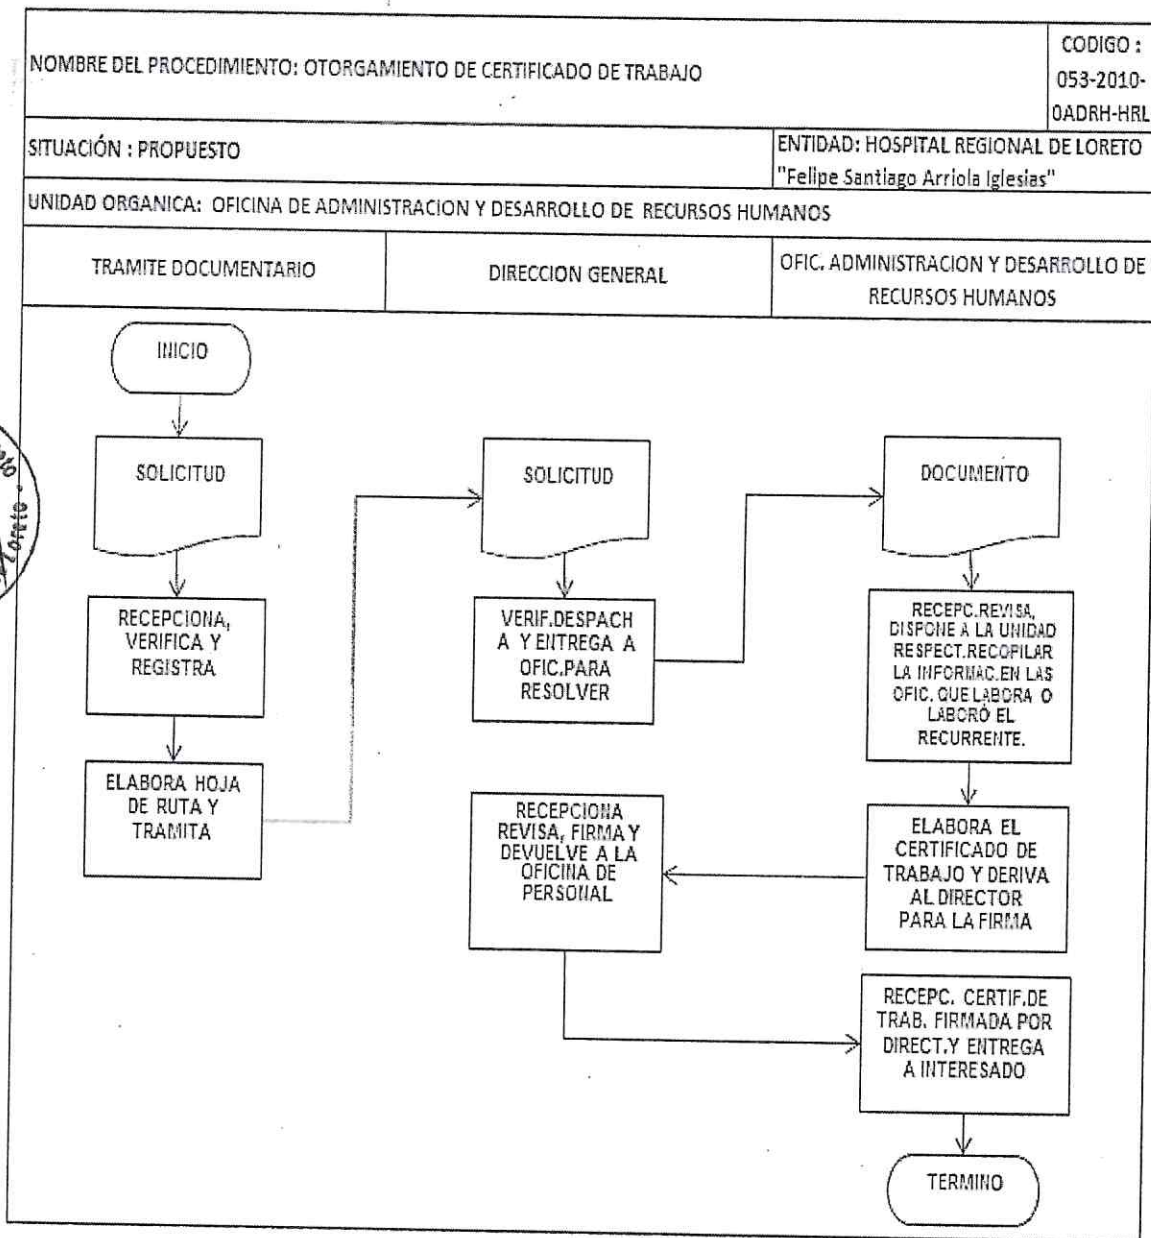 NOMBRE DEL PROCEDIMIENTO: OTORGAMIENTO DE CERTIFICADO DE TRABAJO
CODIGO :
053-2010-
OADRH-HRL
SITUACIÓN : PROPUESTO
ENTIDAD: HOSPITAL REGIONAL DE LORETO
"Felipe Santiago Arriola Iglesias"
UNIDAD ORGANICA: OFICINA DE ADMINISTRACION Y DESARROLLO DE RECURSOS HUMANOS
TRAMITE DOCUMENTARIO
DIRECCION GENERAL
OFIC. ADMINISTRACION Y DESARROLLO DE
RECURSOS HUMANOS
INICIO
SOLICITUD
RECEPCIONA,
VERIFICA Y
REGISTRA
ELABORA HOJA
DE RUTA Y
TRAMITA
SOLICITUD
VERIF.DESPACH
A Y ENTREGA A
OFIC.PARA
RESOLVER
DOCUMENTO
RECEPC.REVISA,
DISPONE A LA UNIDAD
RESPECT.RECOPILAR
LA INFORMAC.EN LAS
OFIC. QUE LABORA O
LABORÓ EL
RECURRENTE.
ELABORA EL
CERTIFICADO DE
TRABAJO Y DERIVA
AL DIRECTOR
PARA LA FIRMA
RECEPCIONA
REVISA, FIRMA Y
DEVUELVE A LA
OFICINA DE
PERSONAL
RECEPC. CERTIF.DE
TRAB. FIRMADA POR
DIRECT.Y ENTREGA
A INTERESADO
TERMINO
Loreto